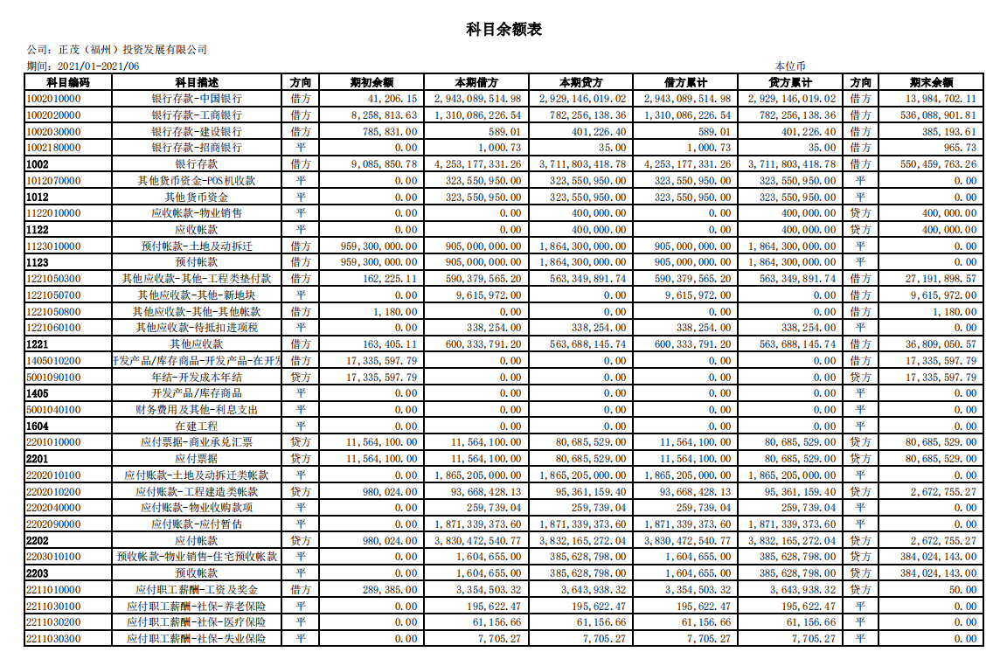 科目余额表
公司：正茂（福州）投资发展有限公司
期间：2021/01-2021/06 本位币
科目编码 科目描述 方向 期初余额 本期借方 本期贷方 借方累计 贷方累计 方向 期末余额
1002010000 银行存款-中国银行 借方 41,206.15 2,943,089,514.98 2,929,146,019.02 2,943,089,514.98 2,929,146,019.02 借方 13,984,702.11
1002020000 银行存款-工商银行 借方 8,258,813.63 1,310,086,226.54 782,256,138.36 1,310,086,226.54 782,256,138.36 借方 536,088,901.81
1002030000 银行存款-建设银行 借方 785,831.00 589.01 401,226.40 589.01 401,226.40 借方 385,193.61
1002180000 银行存款-招商银行 平 0.00 1,000.73 35.00 1,000.73 35.00 借方 965.73
1002 银行存款 借方 9,085,850.78 4,253,177,331.26 3,711,803,418.78 4,253,177,331.26 3,711,803,418.78 借方 550,459,763.26
1012070000 其他货币资金-POS机收款 平 0.00 323,550,950.00 323,550,950.00 323,550,950.00 323,550,950.00 平 0.00
1012 其他货币资金 平 0.00 323,550,950.00 323,550,950.00 323,550,950.00 323,550,950.00 平 0.00
1122010000 应收帐款-物业销售 平 0.00 0.00 400,000.00 0.00 400,000.00 贷方 400,000.00
1122 应收帐款 平 0.00 0.00 400,000.00 0.00 400,000.00 贷方 400,000.00
1123010000 预付帐款-土地及动拆迁 借方 959,300,000.00 905,000,000.00 1,864,300,000.00 905,000,000.00 1,864,300,000.00 平 0.00
1123 预付帐款 借方 959,300,000.00 905,000,000.00 1,864,300,000.00 905,000,000.00 1,864,300,000.00 平 0.00
1221050300 其他应收款-其他-工程类垫付款 借方 162,225.11 590,379,565.20 563,349,891.74 590,379,565.20 563,349,891.74 借方 27,191,898.57
1221050700 其他应收款-其他-新地块 平 0.00 9,615,972.00 0.00 9,615,972.00 0.00 借方 9,615,972.00
1221050800 其他应收款-其他-其他帐款 借方 1,180.00 0.00 0.00 0.00 0.00 借方 1,180.00
1221060100 其他应收款-待抵扣进项税 平 0.00 338,254.00 338,254.00 338,254.00 338,254.00 平 0.00
1221 其他应收款 借方 163,405.11 600,333,791.20 563,688,145.74 600,333,791.20 563,688,145.74 借方 36,809,050.57
1405010200 开发产品/库存商品-开发产品-在开发 借方 17,335,597.79 0.00 0.00 0.00 0.00 借方 17,335,597.79
5001090100 年结-开发成本年结 贷方 17,335,597.79 0.00 0.00 0.00 0.00 贷方 17,335,597.79
1405 开发产品/库存商品 平 0.00 0.00 0.00 0.00 0.00 平 0.00
5001040100 财务费用及其他-利息支出 平 0.00 0.00 0.00 0.00 0.00 平 0.00
1604 在建工程 平 0.00 0.00 0.00 0.00 0.00 平 0.00
2201010000 应付票据-商业承兑汇票 贷方 11,564,100.00 11,564,100.00 80,685,529.00 11,564,100.00 80,685,529.00 贷方 80,685,529.00
2201 应付票据 贷方 11,564,100.00 11,564,100.00 80,685,529.00 11,564,100.00 80,685,529.00 贷方 80,685,529.00
2202010100 应付账款-土地及动拆迁类帐款 平 0.00 1,865,205,000.00 1,865,205,000.00 1,865,205,000.00 1,865,205,000.00 平 0.00
2202010200 应付账款-工程建造类帐款 贷方 980,024.00 93,668,428.13 95,361,159.40 93,668,428.13 95,361,159.40 贷方 2,672,755.27
2202040000 应付账款-物业收购款项 平 0.00 259,739.04 259,739.04 259,739.04 259,739.04 平 0.00
2202090000 应付账款-应付暂估 平 0.00 1,871,339,373.60 1,871,339,373.60 1,871,339,373.60 1,871,339,373.60 平 0.00
2202 应付帐款 贷方 980,024.00 3,830,472,540.77 3,832,165,272.04 3,830,472,540.77 3,832,165,272.04 贷方 2,672,755.27
2203010100 预收帐款-物业销售-住宅预收帐款 平 0.00 1,604,655.00 385,628,798.00 1,604,655.00 385,628,798.00 贷方 384,024,143.00
2203 预收帐款 平 0.00 1,604,655.00 385,628,798.00 1,604,655.00 385,628,798.00 贷方 384,024,143.00
2211010000 应付职工薪酬-工资及奖金 借方 289,385.00 3,354,503.32 3,643,938.32 3,354,503.32 3,643,938.32 贷方 50.00
2211030100 应付职工薪酬-社保-养老保险 平 0.00 195,622.47 195,622.47 195,622.47 195,622.47 平 0.00
2211030200 应付职工薪酬-社保-医疗保险 平 0.00 61,156.66 61,156.66 61,156.66 61,156.66 平 0.00
2211030300 应付职工薪酬-社保-失业保险 平 0.00 7,705.27 7,705.27 7,705.27 7,705.27 平 0.00